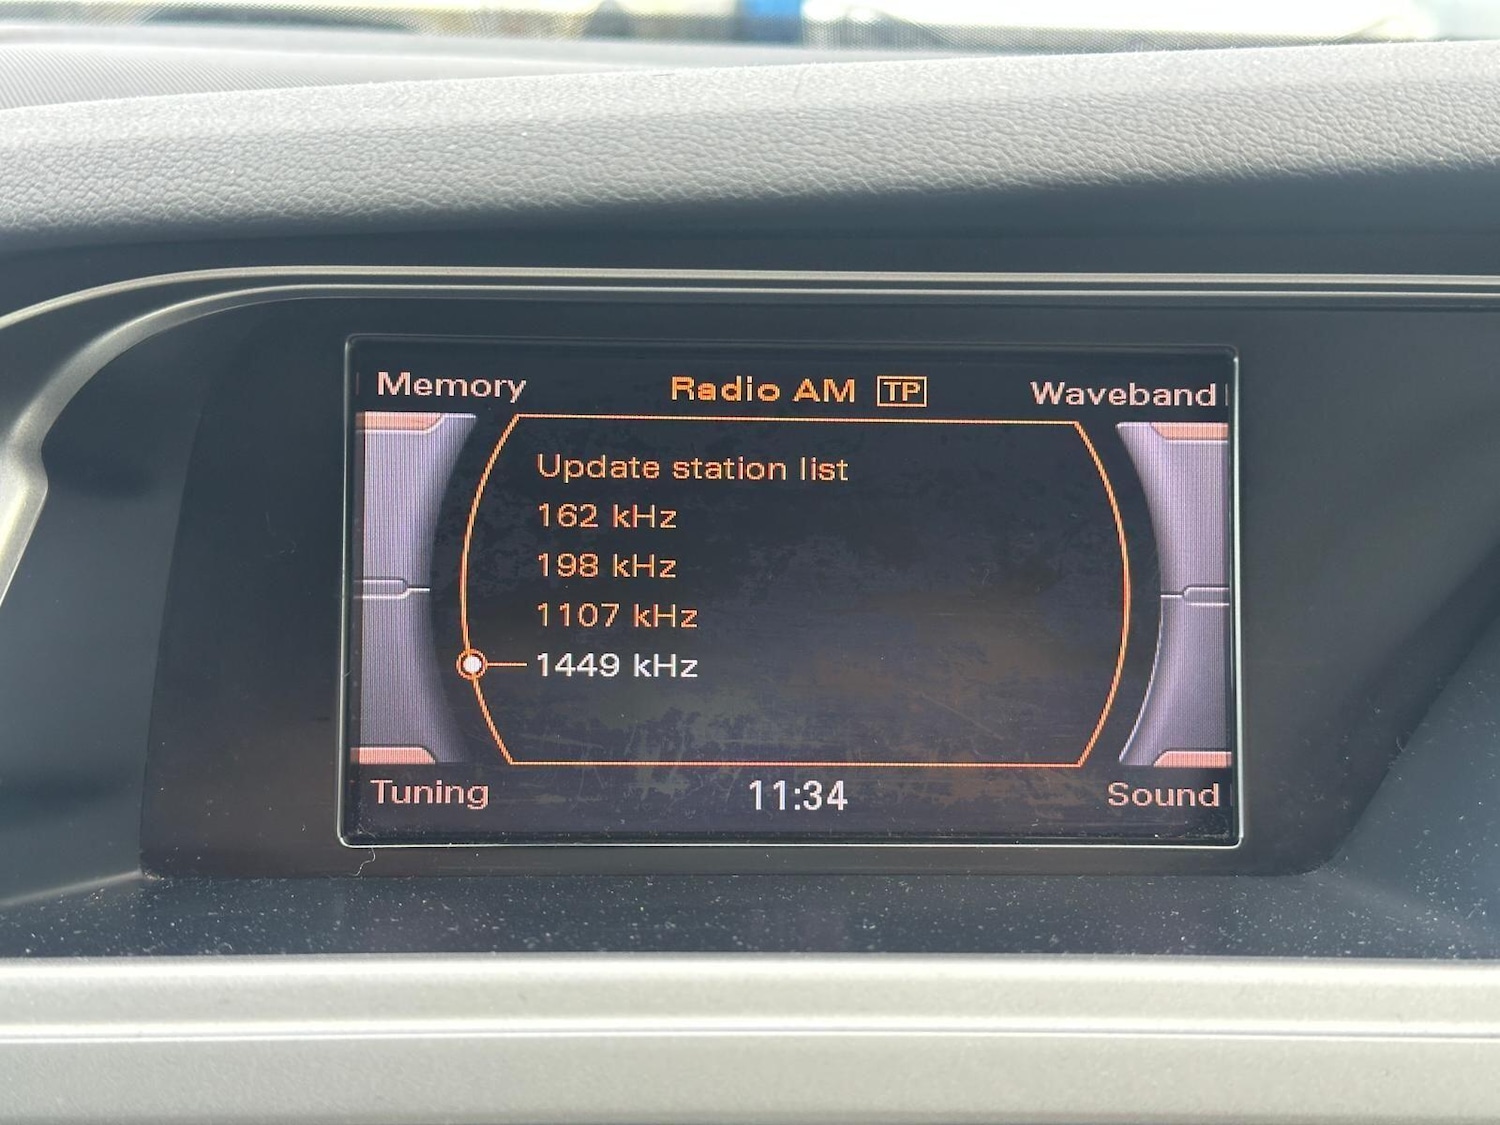 Memory
Radio AM TP
Waveband
Update station list
162 kHz
198 kHz
1107 kHz
1449 kHz
Tuning
11:34
Sound